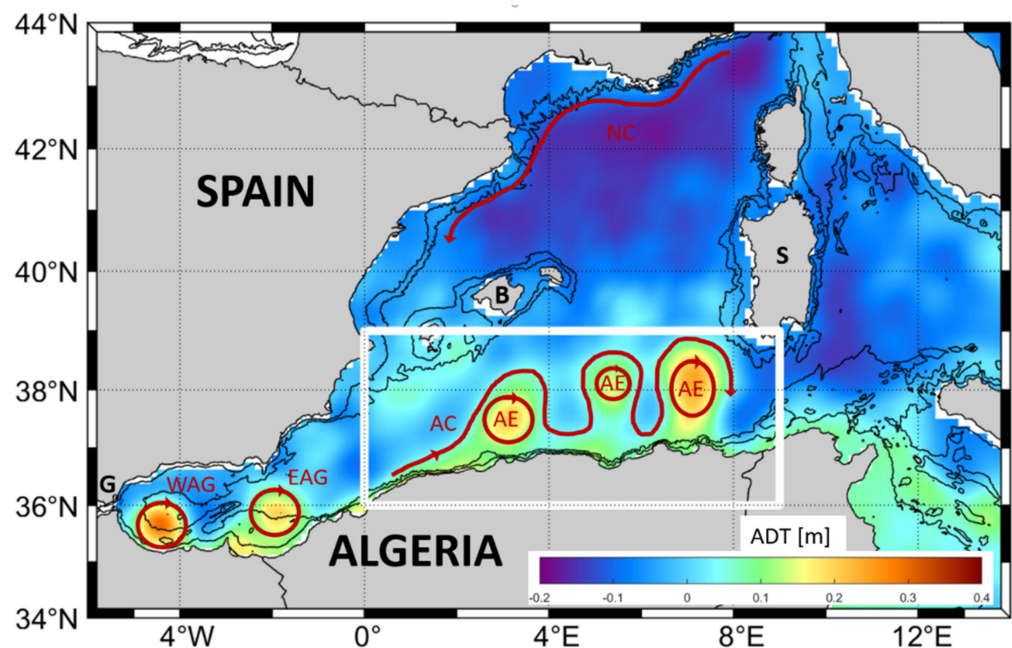 44°N
42°N
40°N
38°N
36°N
34°N
4°W
0°
4°E
8°E
12°E
SPAIN
NC
B
S
AC
AE
AE
AE
G
WAG
EAG
ALGERIA
ADT [m]
-0.2 -0.1 0 0.1 0.2 0.3 0.4